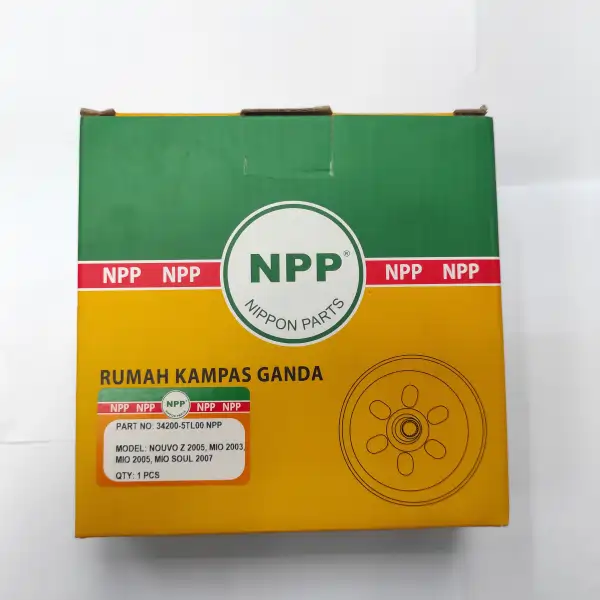 NPP NPP
NPP®
NIPPON PARTS
NPP NPP
RUMAH KAMPAS GANDA
NPP NPP NPP NPP NPP
PART NO: 34200-5TL00 NPP
MODEL: NOUVO Z 2005, MIO 2003,
MIO 2005, MIO SOUL 2007
QTY: 1 PCS